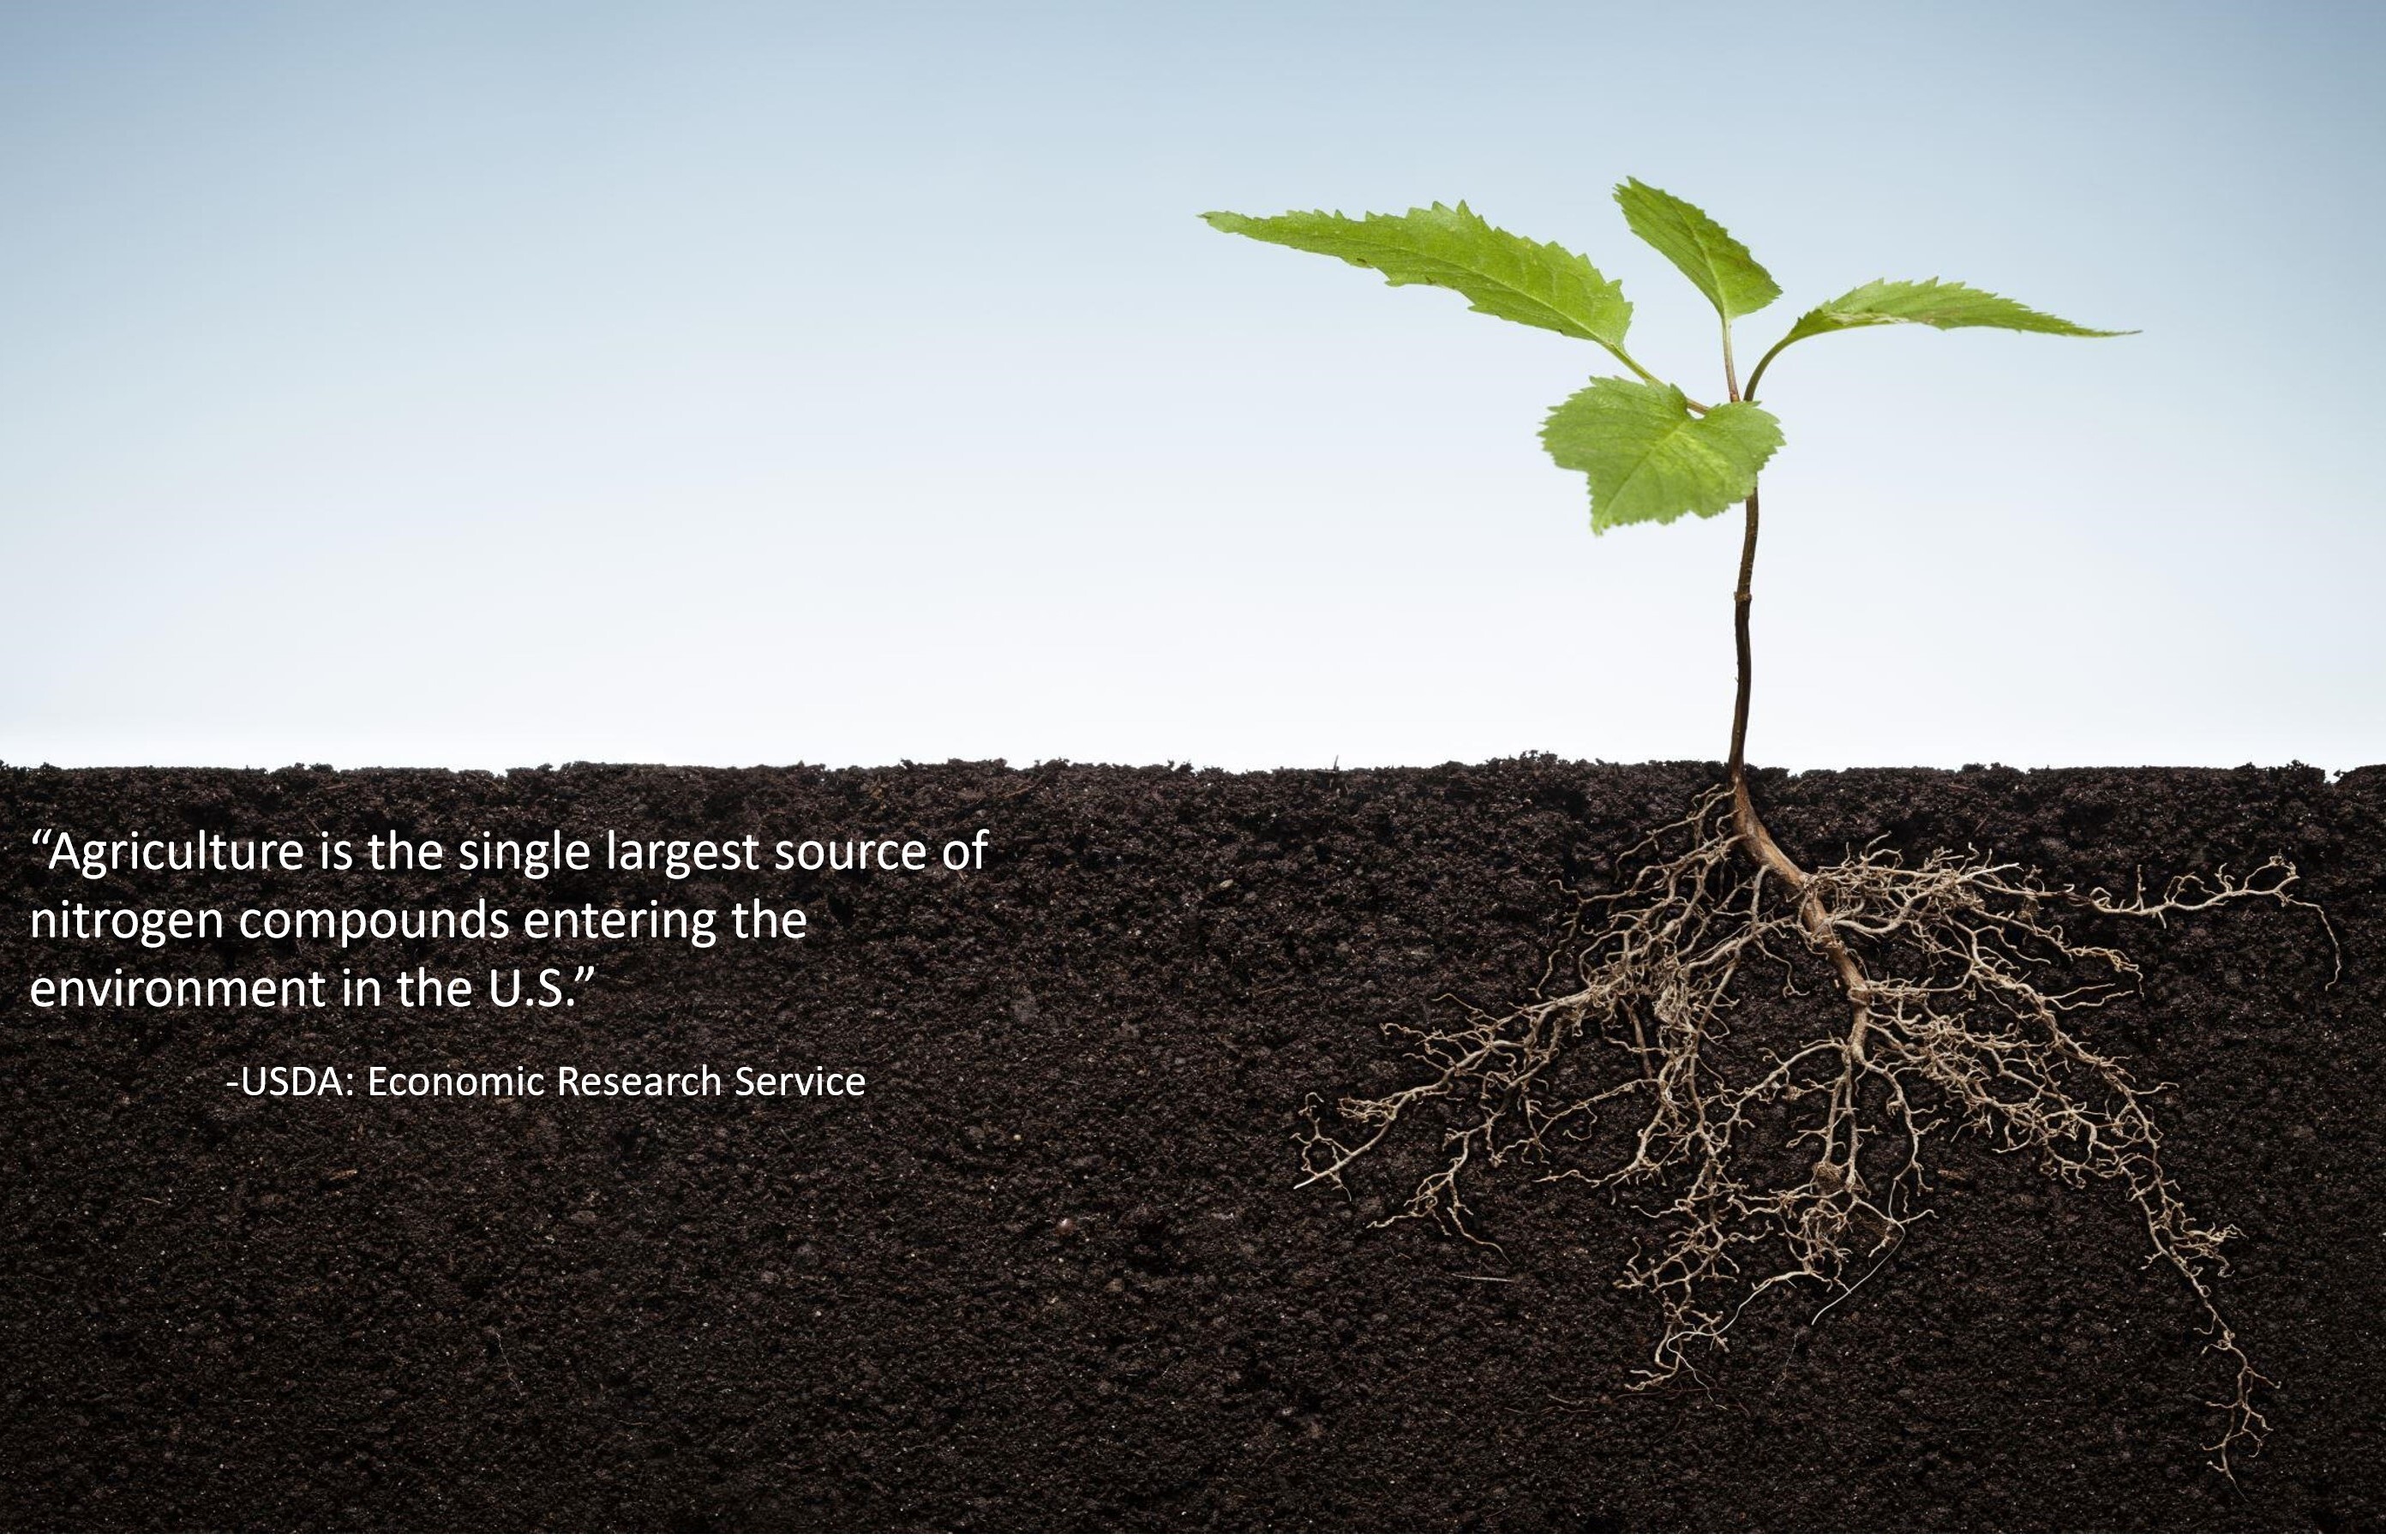 “Agriculture is the single largest source of
nitrogen compounds entering the
environment in the U.S.”
-USDA: Economic Research Service